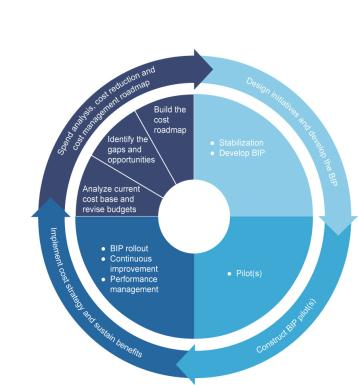 Spend analysis, cost reduction and
cost management roadmap
Build the
cost
roadmap
Identify the
gaps and
opportunities
Analyze current
cost base and
revise budgets
Design initiatives and develop the BIP
• Stabilization
• Develop BIP
• Pilot(s)
Construct BIP pilot(s)
• BIP rollout
• Continuous
improvement
• Performance
management
Implement cost strategy and sustain benefits